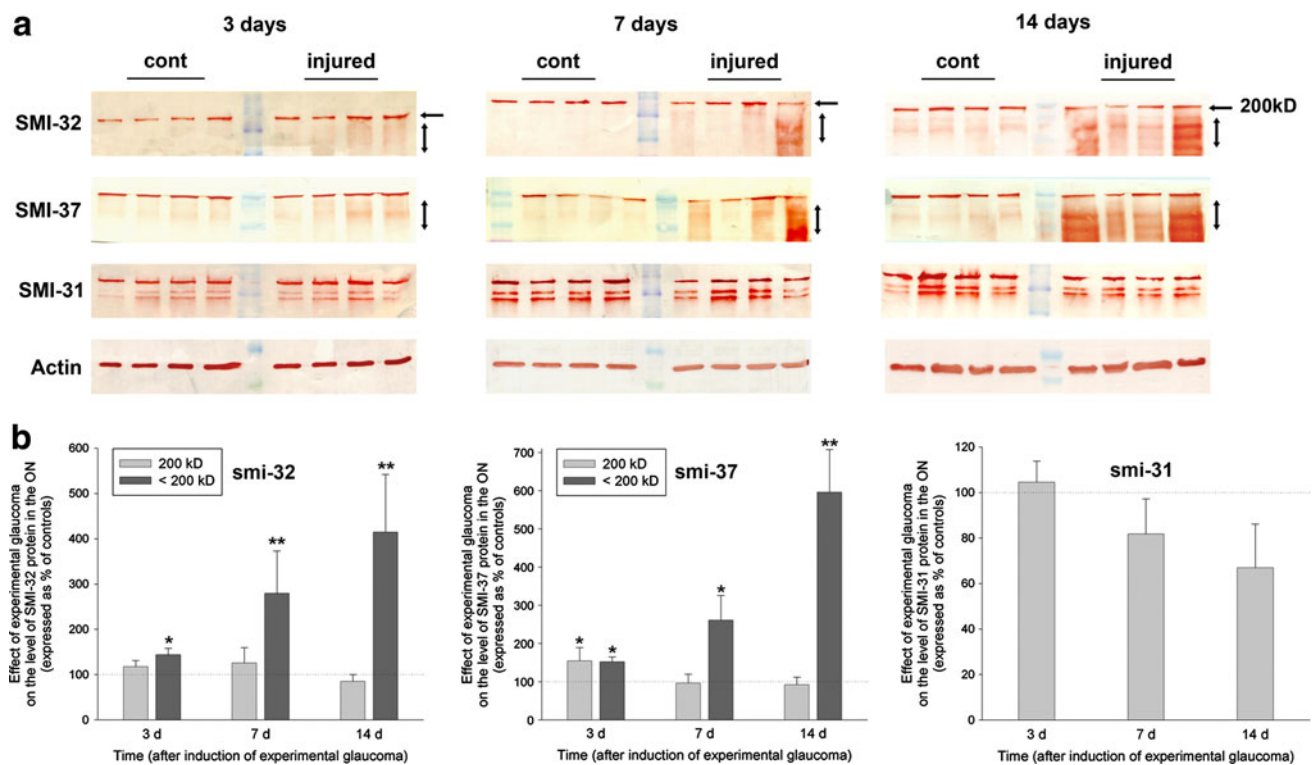 a
3 days
7 days
14 days
cont
injured
cont
injured
cont
injured
SMI-32
200kD
SMI-37
SMI-31
Actin
b
Effect of experimental glaucoma
on the level of SMI-32 protein in the ON
(expressed as % of controls)
600
500
400
300
200
100
0
200 kD
< 200 kD
smi-32
*
**
**
3 d
7 d
14 d
Time (after induction of experimental glaucoma)
Effect of experimental glaucoma
on the level of SMI-37 protein in the ON
(expressed as % of controls)
700
600
500
400
300
200
100
0
200 kD
< 200 kD
smi-37
*
*
*
**
3 d
7 d
14 d
Time (after induction of experimental glaucoma)
Effect of experimental glaucoma
on the level of SMI-31 protein in the ON
(expressed as % of controls)
120
100
80
60
40
20
0
smi-31
3 d
7 d
14 d
Time (after induction of experimental glaucoma)